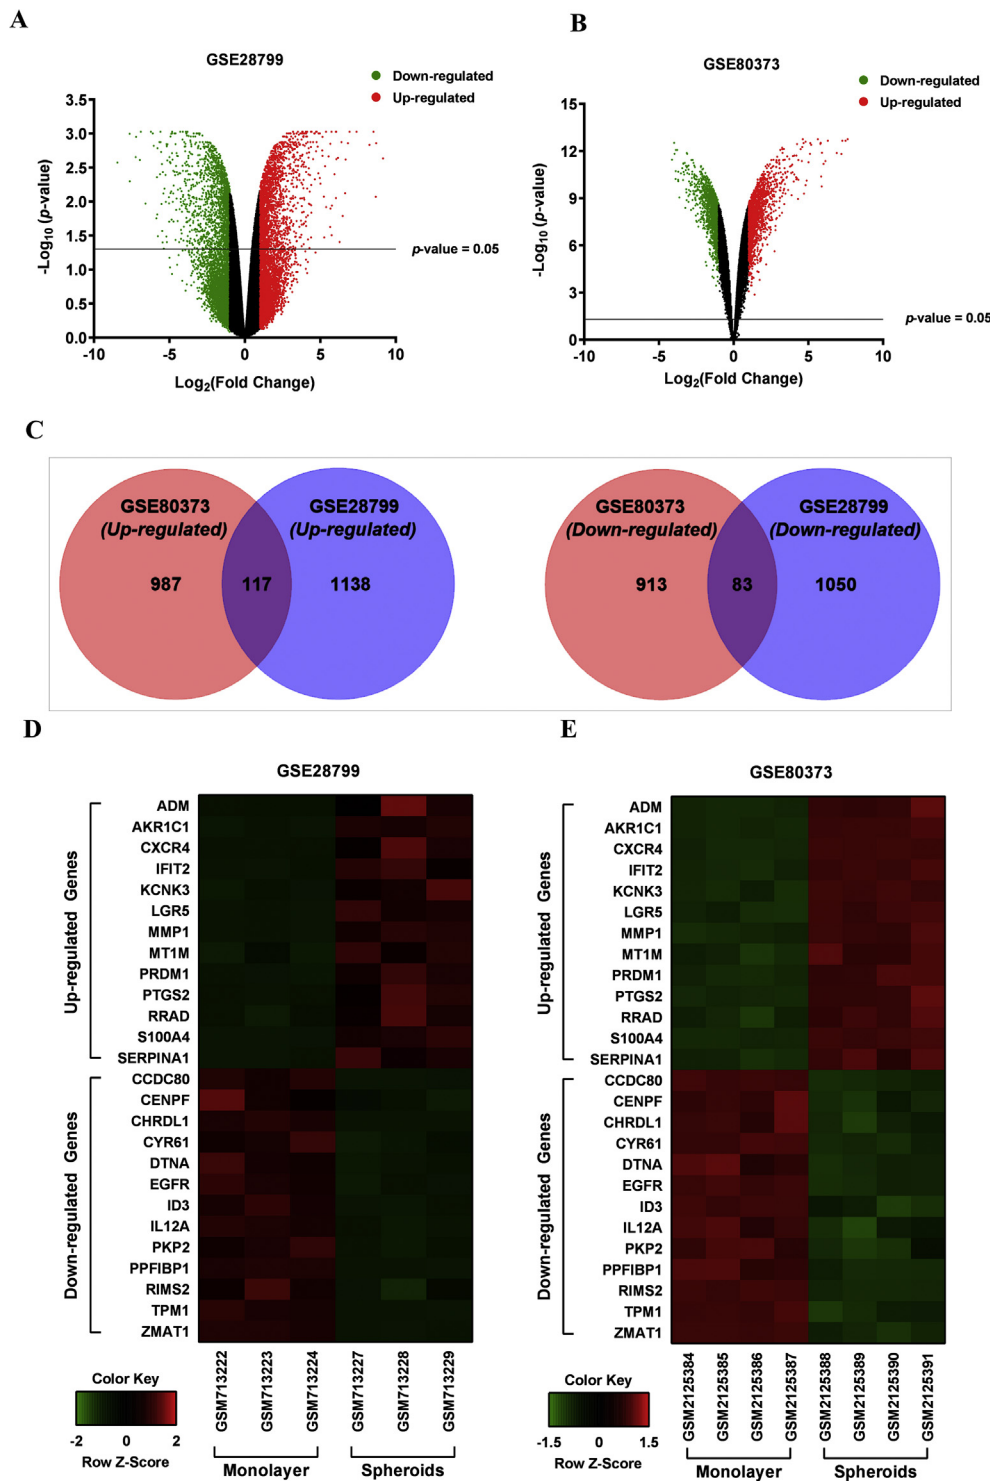 A
GSE28799
Down-regulated
Up-regulated
3.5
3.0
2.5
2.0
1.5
1.0
0.5
0.0
-Log10 (p-value)
p-value = 0.05
-10
-5
0
5
10
Log2(Fold Change)
B
GSE80373
Down-regulated
Up-regulated
15
12
9
6
3
0
-Log10 (p-value)
p-value = 0.05
-10
-5
0
5
10
Log2(Fold Change)
C
GSE80373
(Up-regulated)
GSE28799
(Up-regulated)
987
117
1138
GSE80373
(Down-regulated)
GSE28799
(Down-regulated)
913
83
1050
D
GSE28799
Up-regulated Genes
ADM
AKR1C1
CXCR4
IFIT2
KCNK3
LGR5
MMP1
MT1M
PRDM1
PTGS2
RRAD
S100A4
SERPINA1
Down-regulated Genes
CCDC80
CENPF
CHRDL1
CYR61
DTNA
EGFR
ID3
IL12A
PKP2
PPFIBP1
RIMS2
TPM1
ZMAT1
GSM713222
GSM713223
GSM713224
GSM713227
GSM713228
GSM713229
Color Key
-2
0
2
Row Z-Score
Monolayer
Spheroids
E
GSE80373
Up-regulated Genes
ADM
AKR1C1
CXCR4
IFIT2
KCNK3
LGR5
MMP1
MT1M
PRDM1
PTGS2
RRAD
S100A4
SERPINA1
Down-regulated Genes
CCDC80
CENPF
CHRDL1
CYR61
DTNA
EGFR
ID3
IL12A
PKP2
PPFIBP1
RIMS2
TPM1
ZMAT1
GSM2125384
GSM2125385
GSM2125386
GSM2125387
GSM2125388
GSM2125389
GSM2125390
GSM2125391
Color Key
-1.5
0
1.5
Row Z-Score
Monolayer
Spheroids